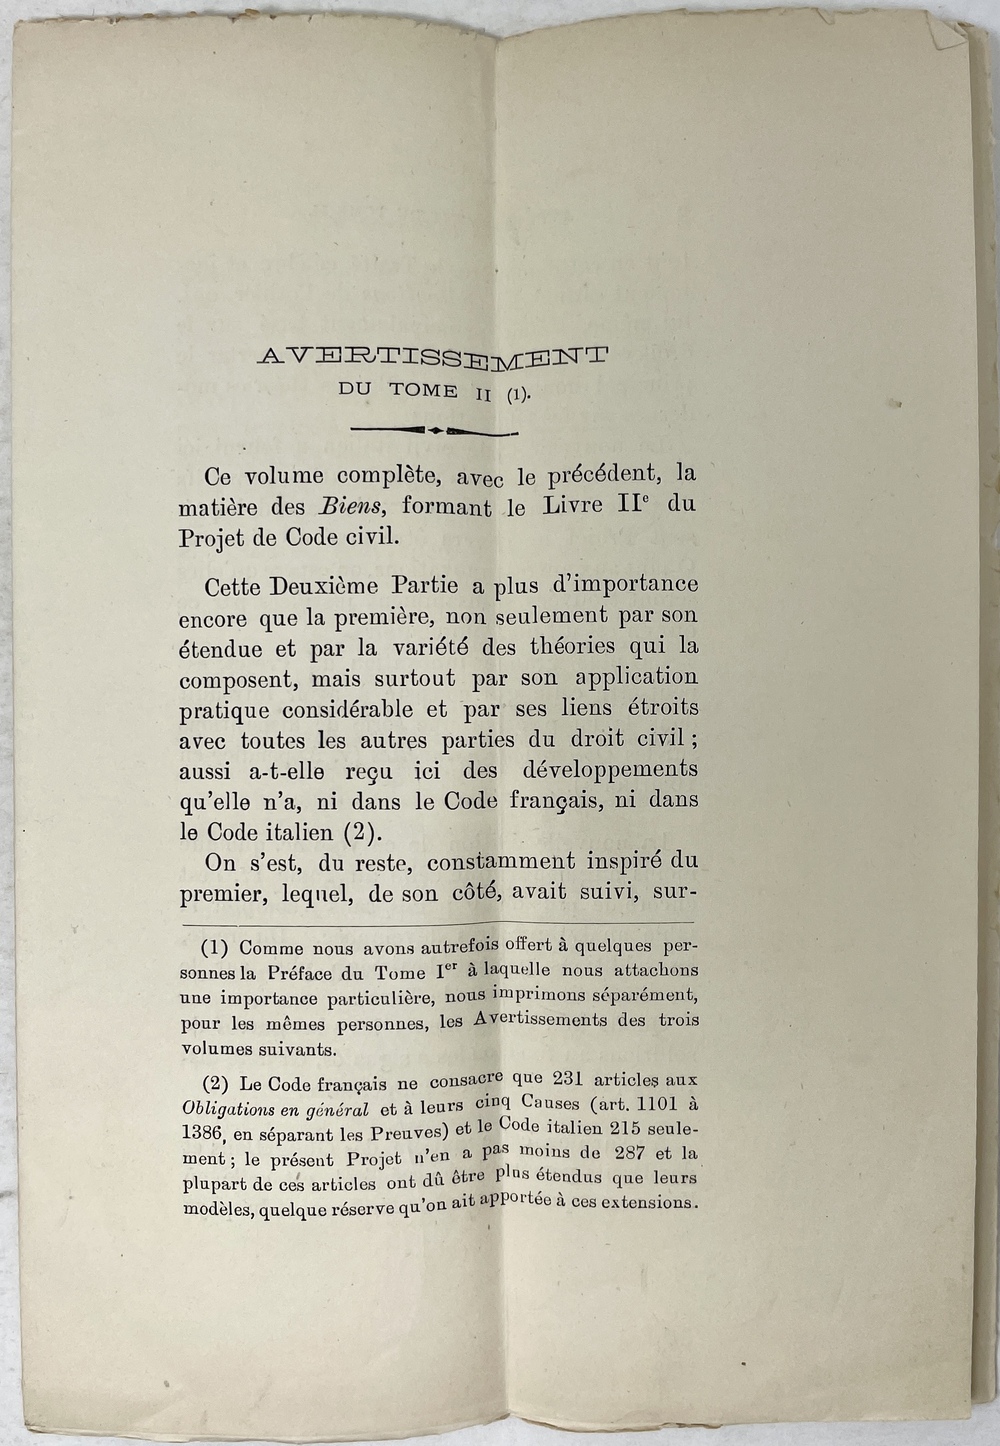 AVERTISSEMENT
DU TOME II (1).
Ce volume complète, avec le précédent, la
matière des Biens, formant le Livre IIe du
Projet de Code civil.
Cette Deuxième Partie a plus d'importance
encore que la première, non seulement par son
étendue et par la variété des théories qui la
composent, mais surtout par son application
pratique considérable et par ses liens étroits
avec toutes les autres parties du droit civil ;
aussi a-t-elle reçu ici des développements
qu'elle n'a, ni dans le Code français, ni dans
le Code italien (2).
On s'est, du reste, constamment inspiré du
premier, lequel, de son côté, avait suivi, sur-
(1) Comme nous avons autrefois offert à quelques per-
sonnes la Préface du Tome Ier à laquelle nous attachons
une importance particulière, nous imprimons séparément,
pour les mêmes personnes, les Avertissements des trois
volumes suivants.
(2) Le Code français ne consacre que 231 articles aux
Obligations en général et à leurs cinq Causes (art. 1101 à
1386, en séparant les Preuves) et le Code italien 215 seule-
ment ; le présent Projet n'en a pas moins de 287 et la
plupart de ces articles ont dû être plus étendus que leurs
modèles, quelque réserve qu'on ait apportée à ces extensions.